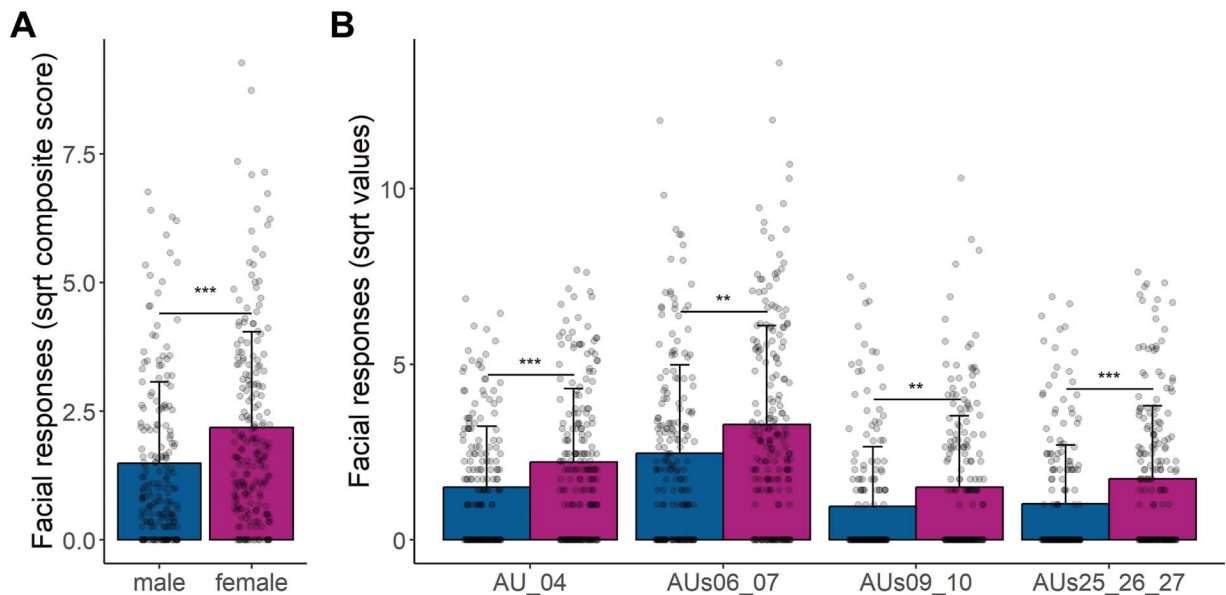 A
Facial responses (sqrt composite score)
7.5
5.0
2.5
0.0
***
male female
B
Facial responses (sqrt values)
10
5
0
***
**
**
***
AU_04 AUs06_07 AUs09_10 AUs25_26_27